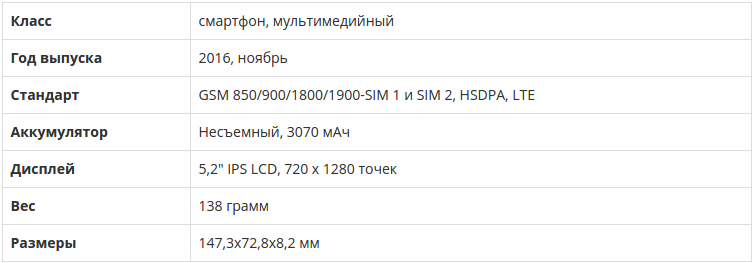 Класс смартфон, мультимедийный
Год выпуска 2016, ноябрь
Стандарт GSM 850/900/1800/1900-SIM 1 и SIM 2, HSDPA, LTE
Аккумулятор Несъемный, 3070 мАч
Дисплей 5,2" IPS LCD, 720 x 1280 точек
Вес 138 грамм
Размеры 147,3x72,8x8,2 мм